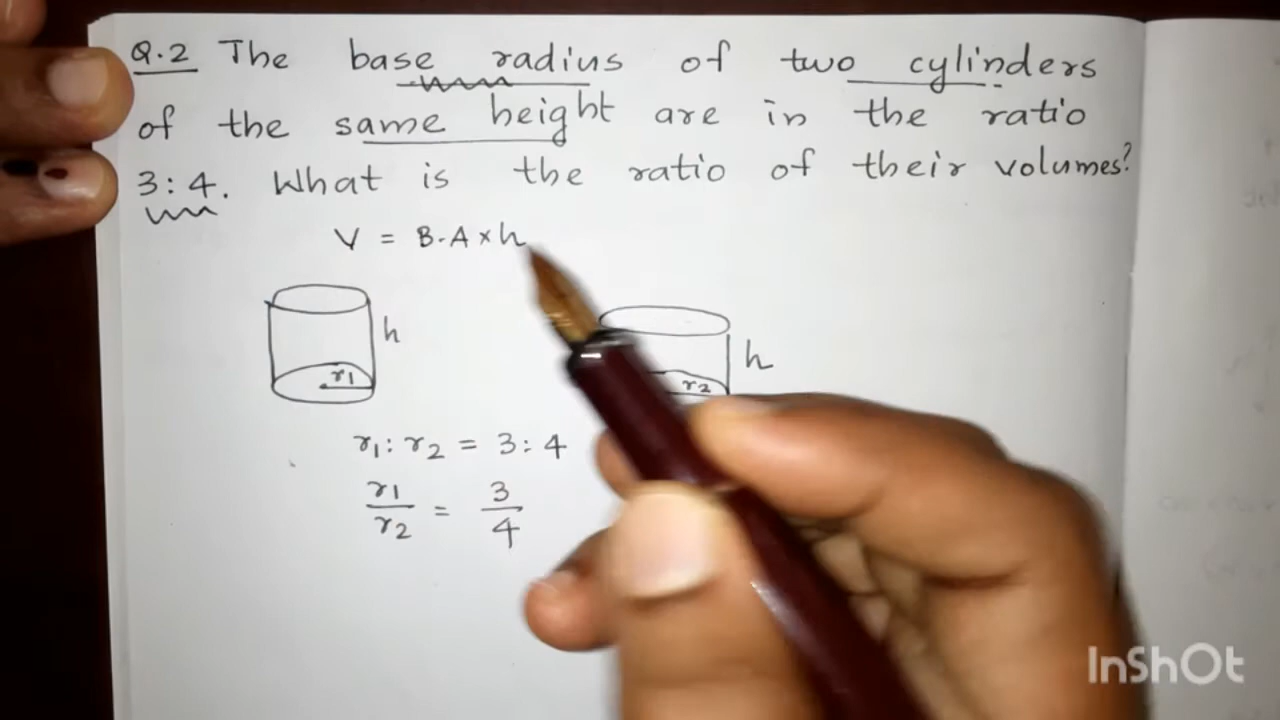 Q.2 The base radius of two cylinders
of the same height are in the ratio
3:4. What is the ratio of their volumes?
V = B.A × h
h
h
r1
r2
r1 : r2 = 3 : 4
r1/r2 = 3/4
InShOt